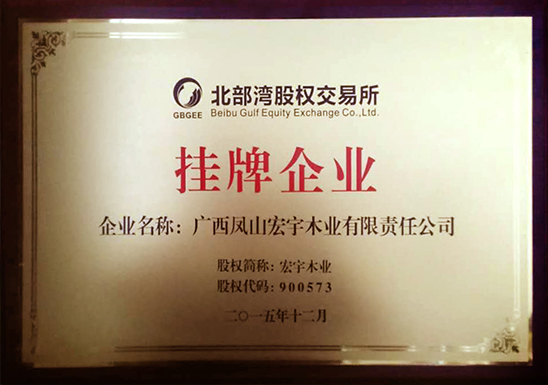 北部湾股权交易所
GBGEE
Beibu Gulf Equity Exchange Co.,Ltd.
挂牌企业
企业名称：广西凤山宏宇木业有限责任公司
股权简称：宏宇木业
股权代码：900573
二〇一五年十二月